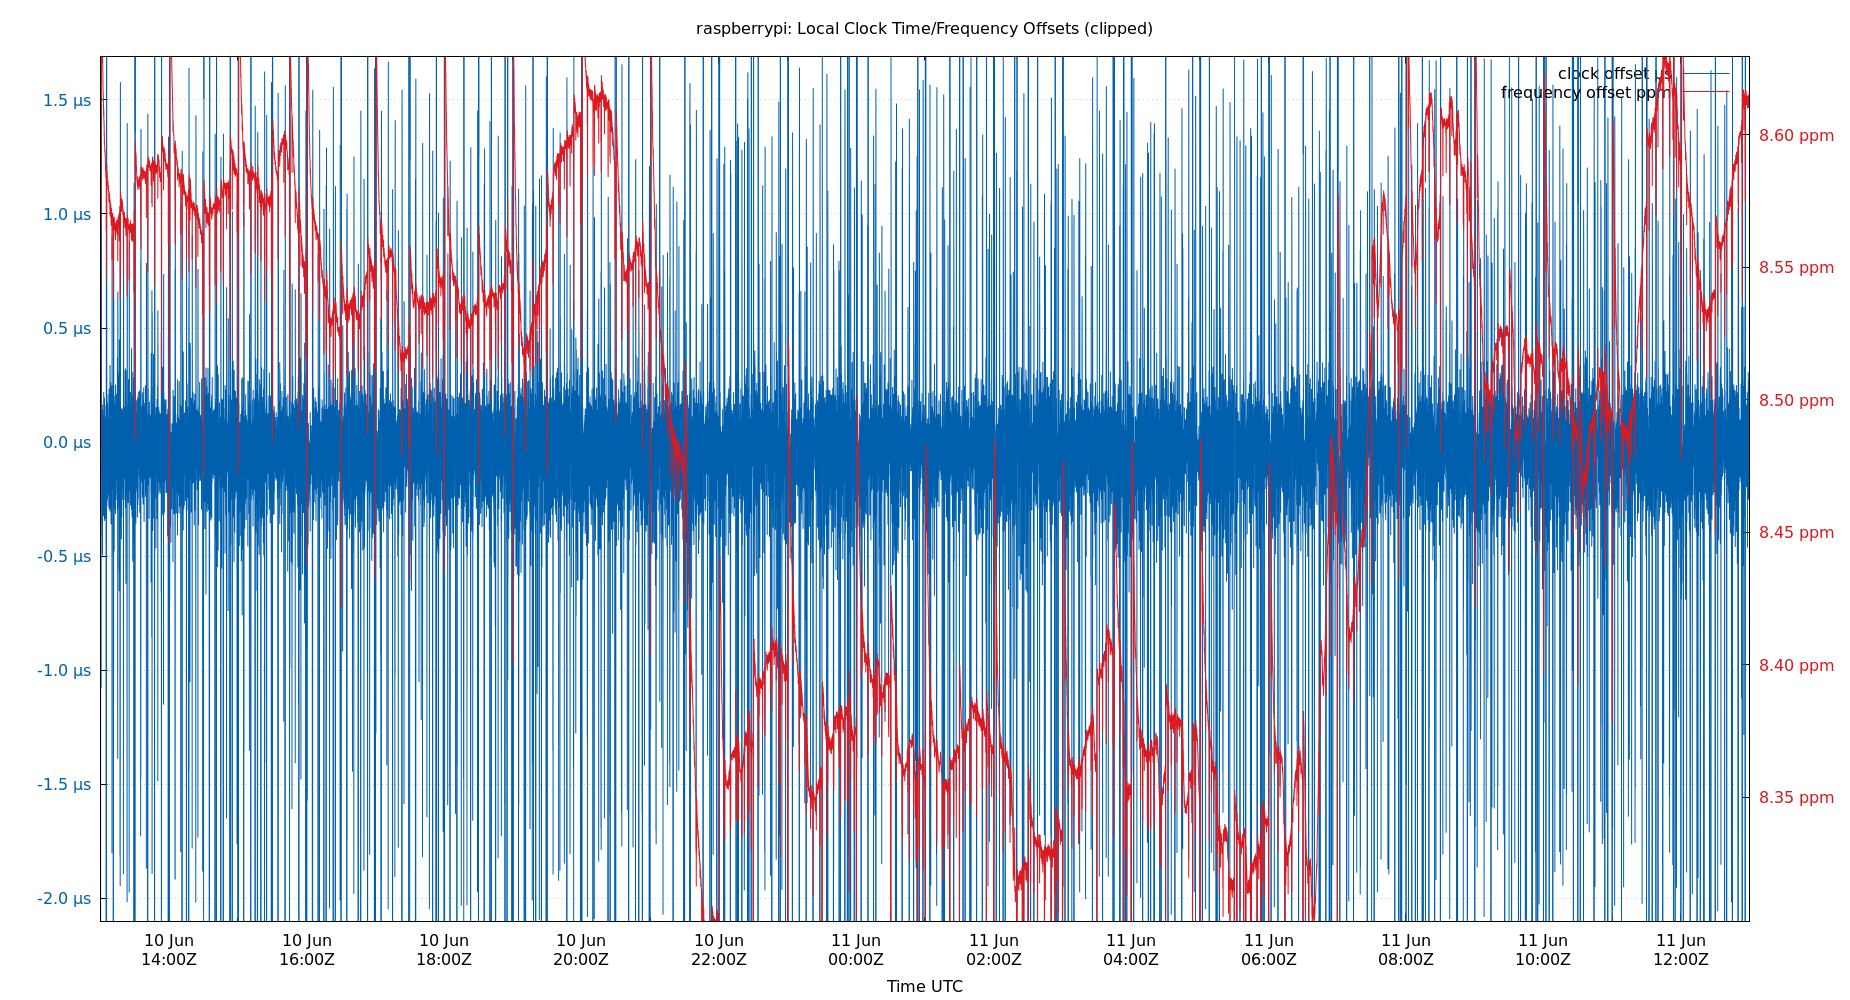 raspberrypi: Local Clock Time/Frequency Offsets (clipped)
clock offset µs
frequency offset ppm
1.5 µs
1.0 µs
0.5 µs
0.0 µs
-0.5 µs
-1.0 µs
-1.5 µs
-2.0 µs
8.60 ppm
8.55 ppm
8.50 ppm
8.45 ppm
8.40 ppm
8.35 ppm
10 Jun 10 Jun 10 Jun 10 Jun 10 Jun 11 Jun 11 Jun 11 Jun 11 Jun 11 Jun 11 Jun 11 Jun
14:00Z 16:00Z 18:00Z 20:00Z 22:00Z 00:00Z 02:00Z 04:00Z 06:00Z 08:00Z 10:00Z 12:00Z
Time UTC